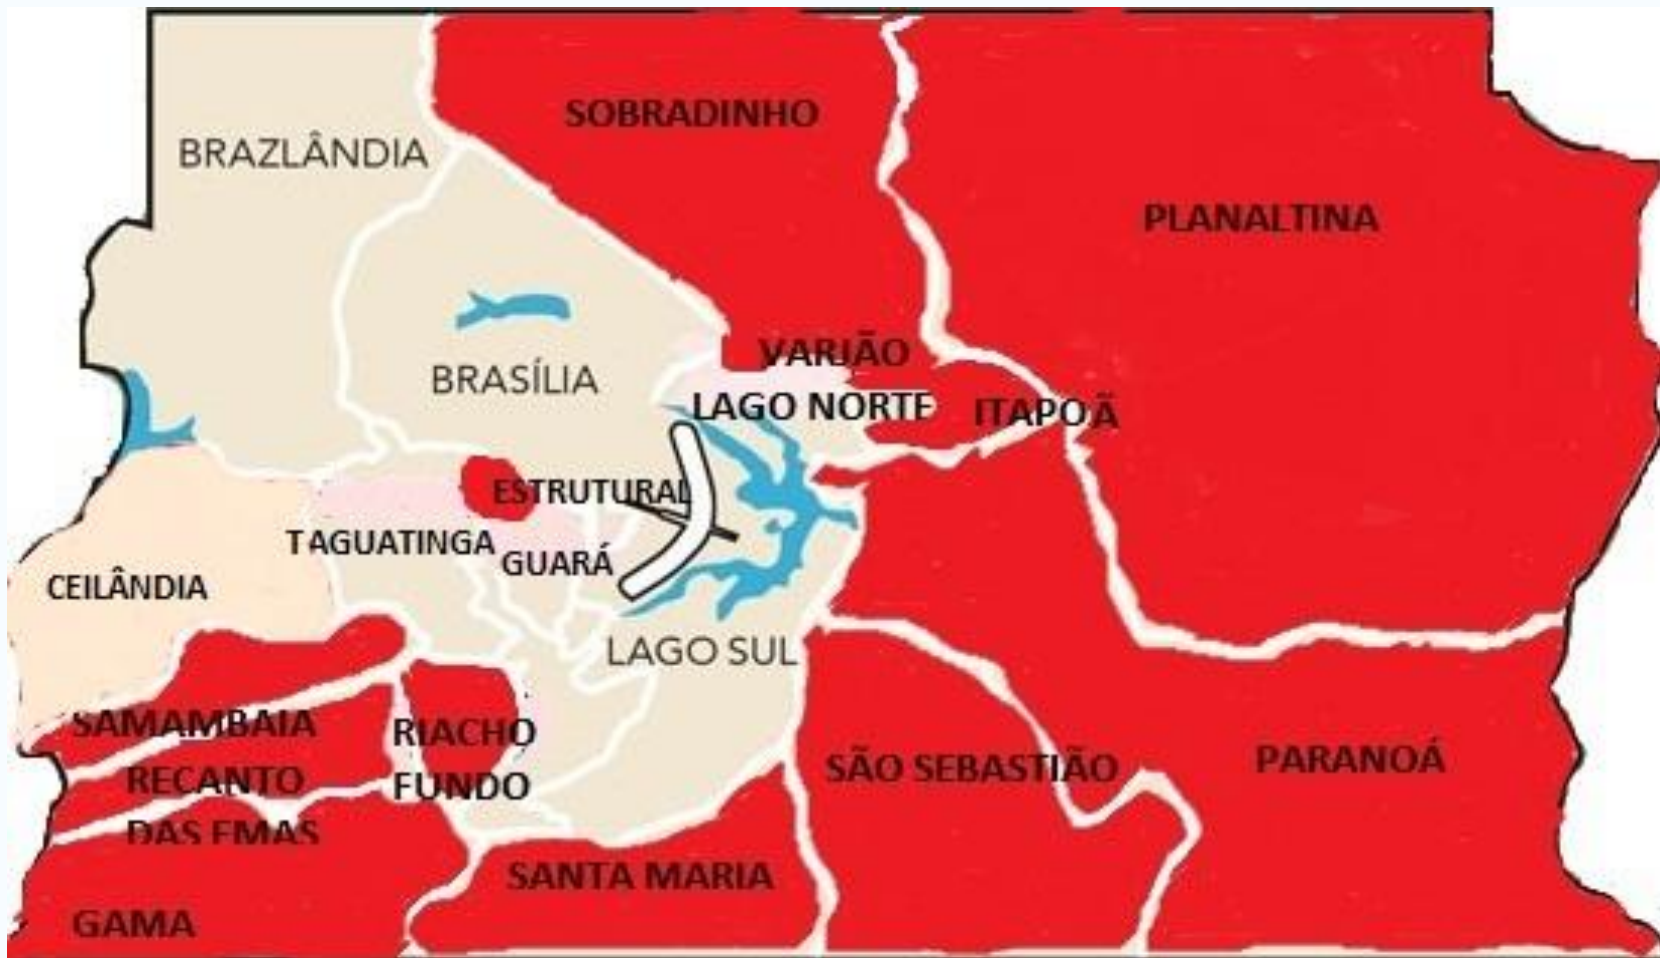 SOBRADINHO
BRAZLÂNDIA
PLANALTINA
VARJÃO
BRASÍLIA
LAGO NORTE
ITAPOÃ
ESTRUTURAL
TAGUATINGA
GUARÁ
CEILÂNDIA
LAGO SUL
SAMAMBAIA
RIACHO
FUNDO
SÃO SEBASTIÃO
PARANOÁ
RECANTO
DAS EMAS
SANTA MARIA
GAMA